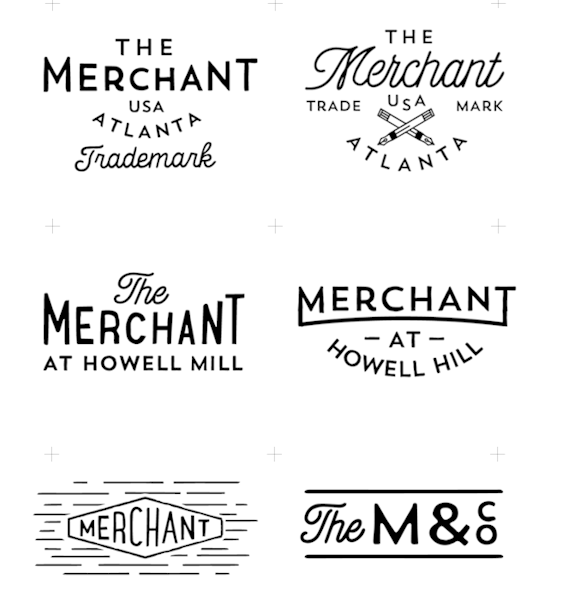 THE
MERCHANT
USA
ATLANTA
Trademark
THE
Merchant
TRADE USA MARK
ATLANTA
The
MERCHANT
AT HOWELL MILL
MERCHANT
– AT –
HOWELL HILL
MERCHANT
The M & CO